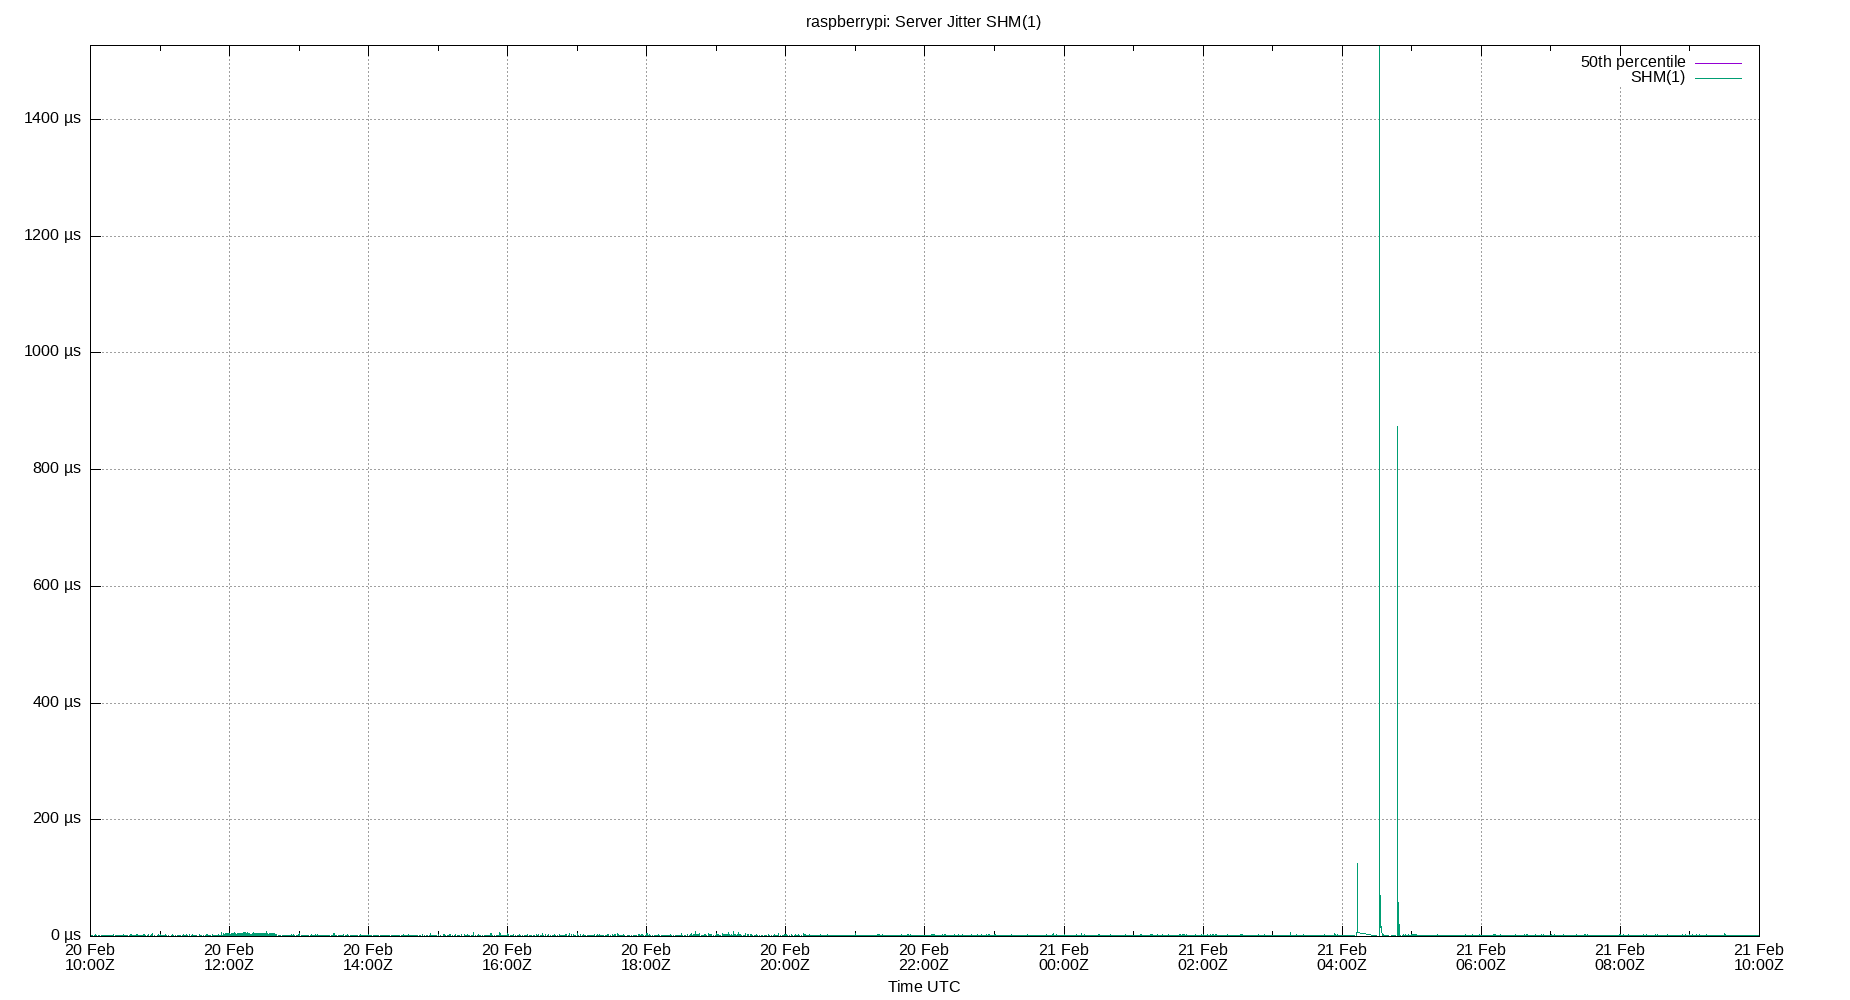 raspberrypi: Server Jitter SHM(1)
50th percentile
SHM(1)
1400 µs
1200 µs
1000 µs
800 µs
600 µs
400 µs
200 µs
0 µs
20 Feb 20 Feb 20 Feb 20 Feb 20 Feb 20 Feb 20 Feb 21 Feb 21 Feb 21 Feb 21 Feb 21 Feb 21 Feb
10:00Z 12:00Z 14:00Z 16:00Z 18:00Z 20:00Z 22:00Z 00:00Z 02:00Z 04:00Z 06:00Z 08:00Z 10:00Z
Time UTC